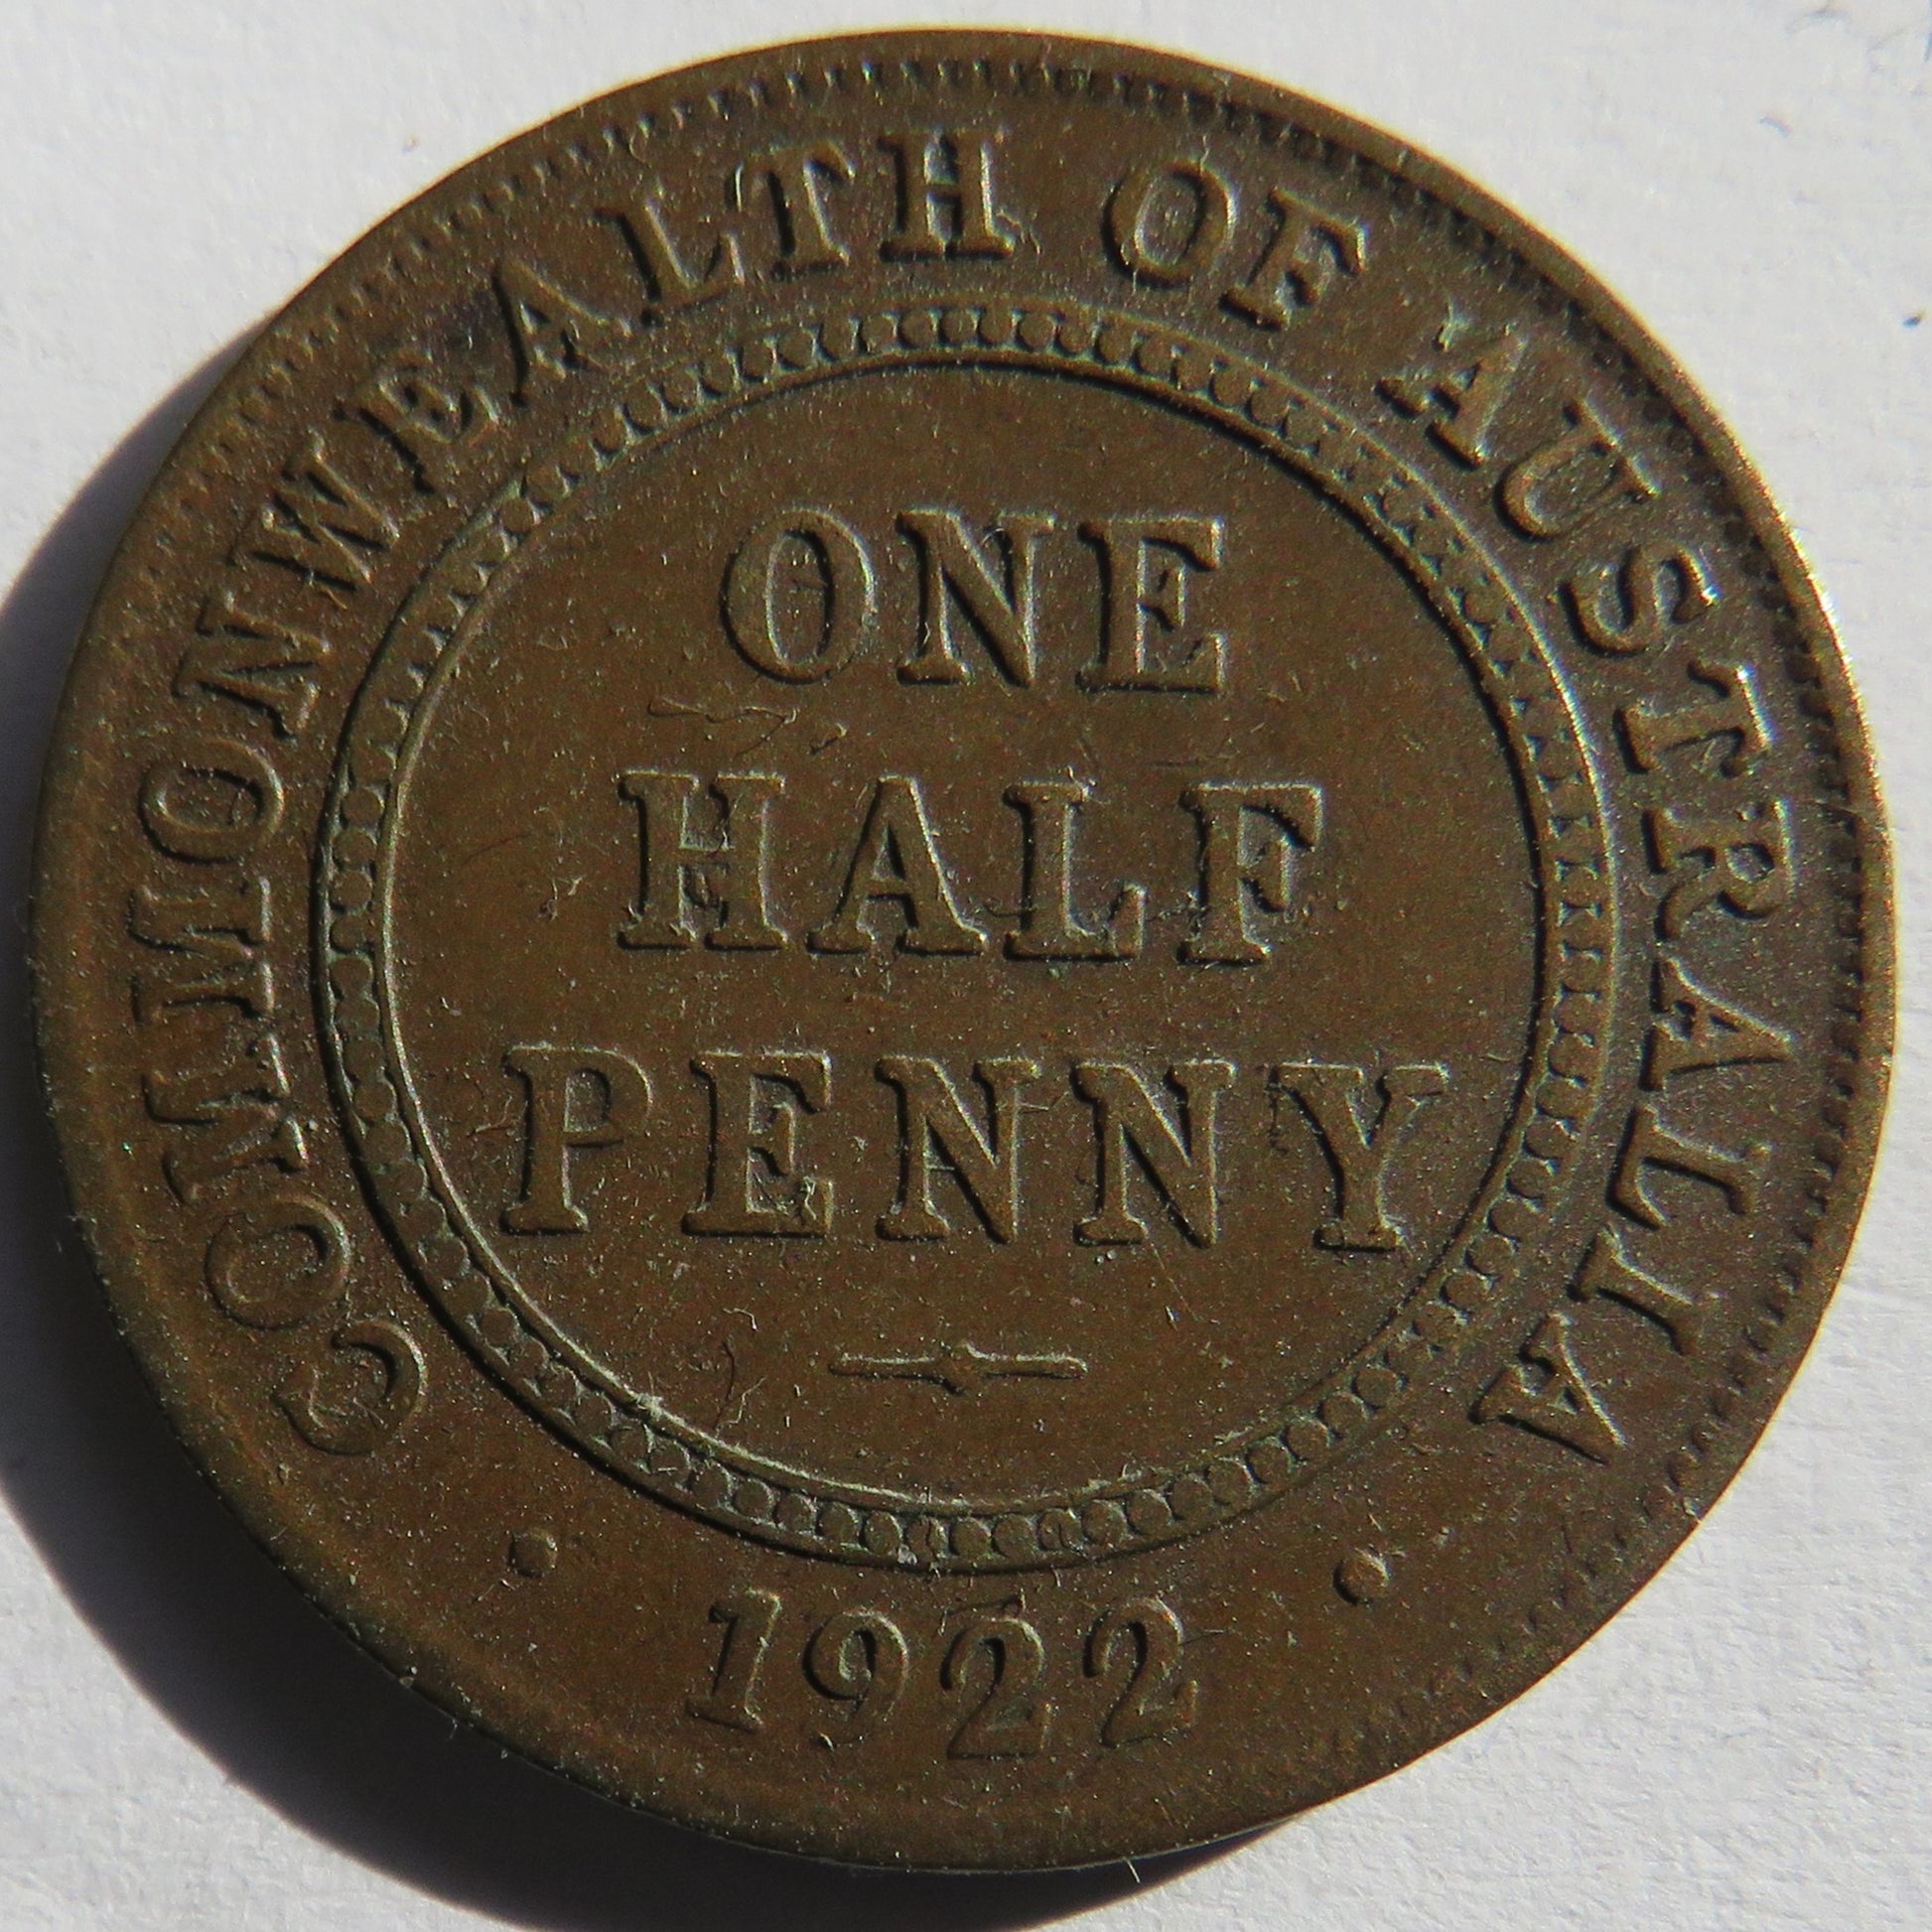 COMMONWEALTH OF AUSTRALIA
ONE
HALF
PENNY
1922